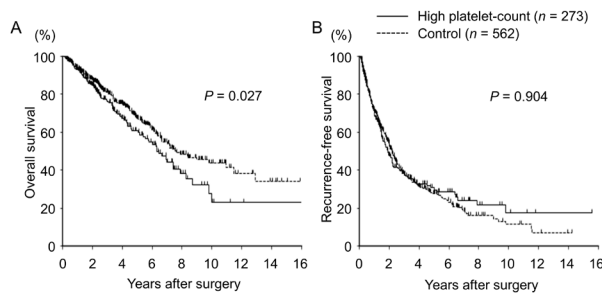 High platelet-count (n = 273)
Control (n = 562)
A
(%)
100
80
60
40
20
0
Overall survival
P = 0.027
0 2 4 6 8 10 12 14 16
Years after surgery
B
(%)
100
80
60
40
20
0
Recurrence-free survival
P = 0.904
0 2 4 6 8 10 12 14 16
Years after surgery